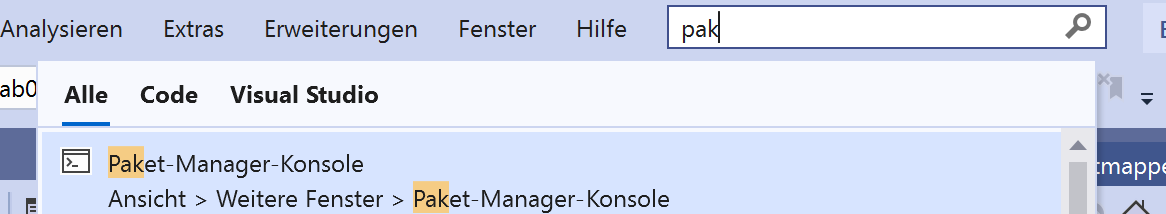 Analysieren Extras Erweiterungen Fenster Hilfe pak
ab0
Alle Code Visual Studio
Paket-Manager-Konsole
tmappe
Ansicht > Weitere Fenster > Paket-Manager-Konsole